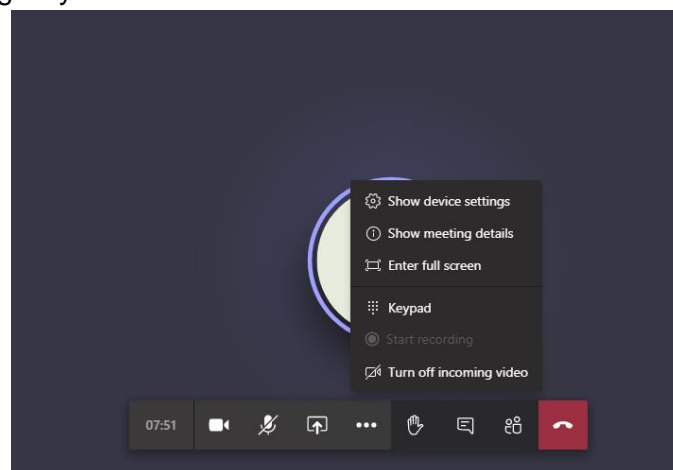 Show device settings
Show meeting details
Enter full screen
Keypad
Start recording
Turn off incoming video
07:51